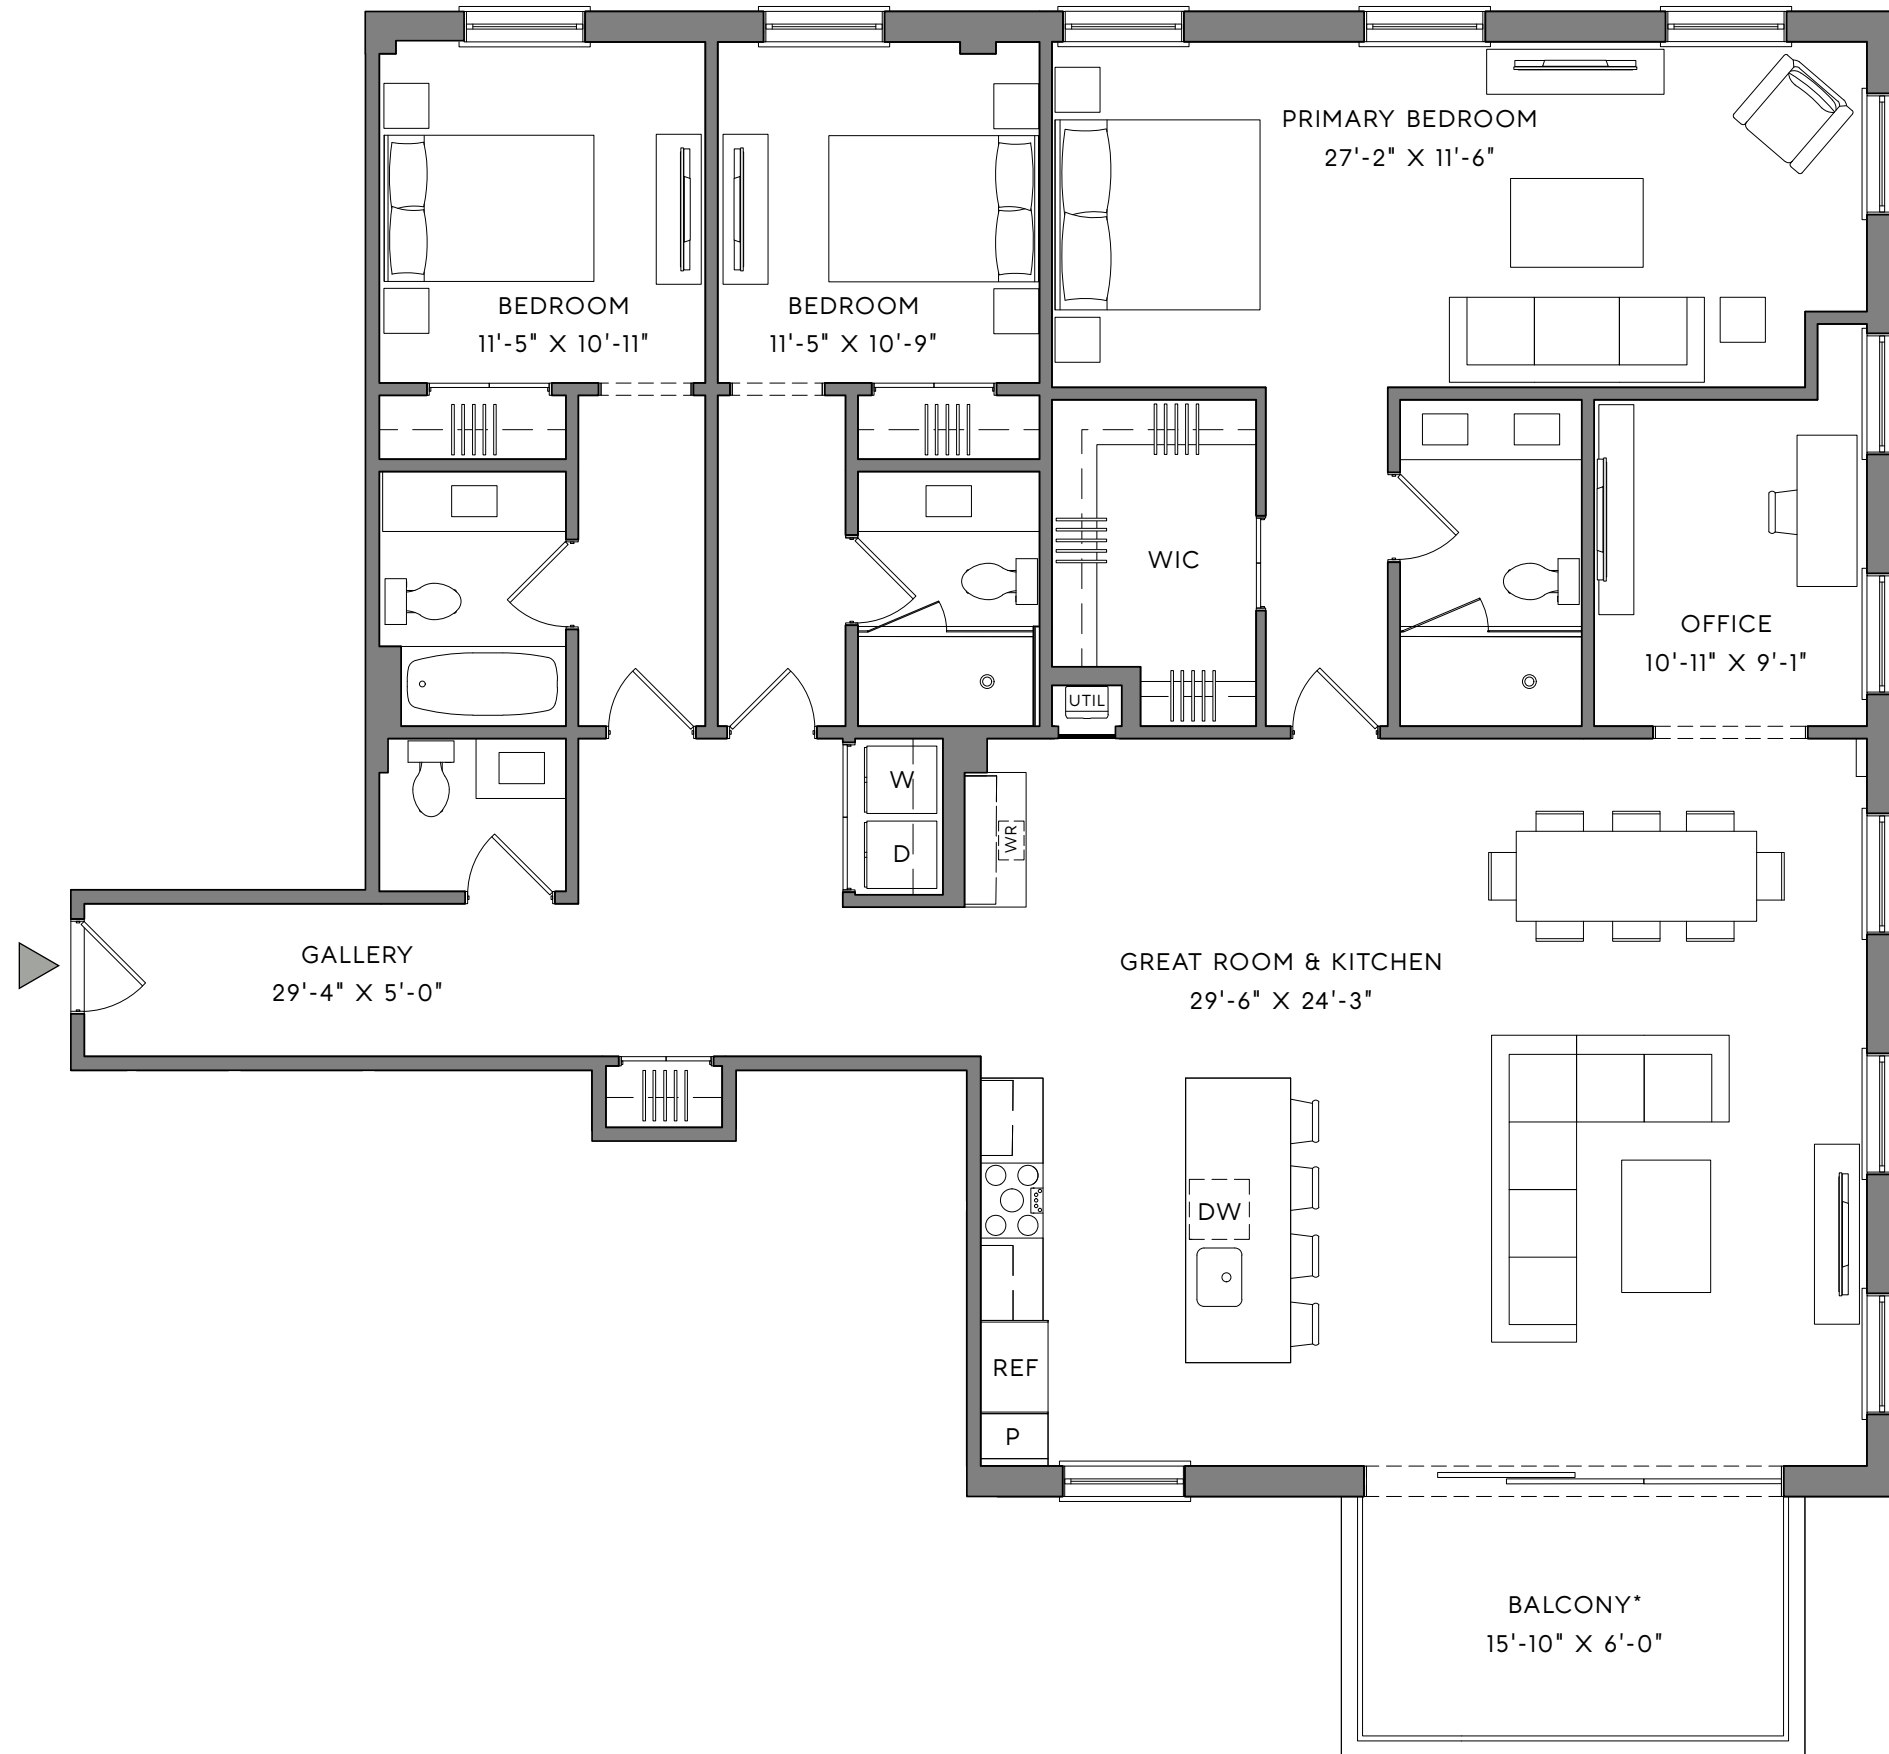 PRIMARY BEDROOM
27'-2" X 11'-6"
BEDROOM
11'-5" X 10'-11"
BEDROOM
11'-5" X 10'-9"
WIC
OFFICE
10'-11" X 9'-1"
UTIL
W
D
WR
GALLERY
29'-4" X 5'-0"
GREAT ROOM & KITCHEN
29'-6" X 24'-3"
DW
REF
P
BALCONY*
15'-10" X 6'-0"